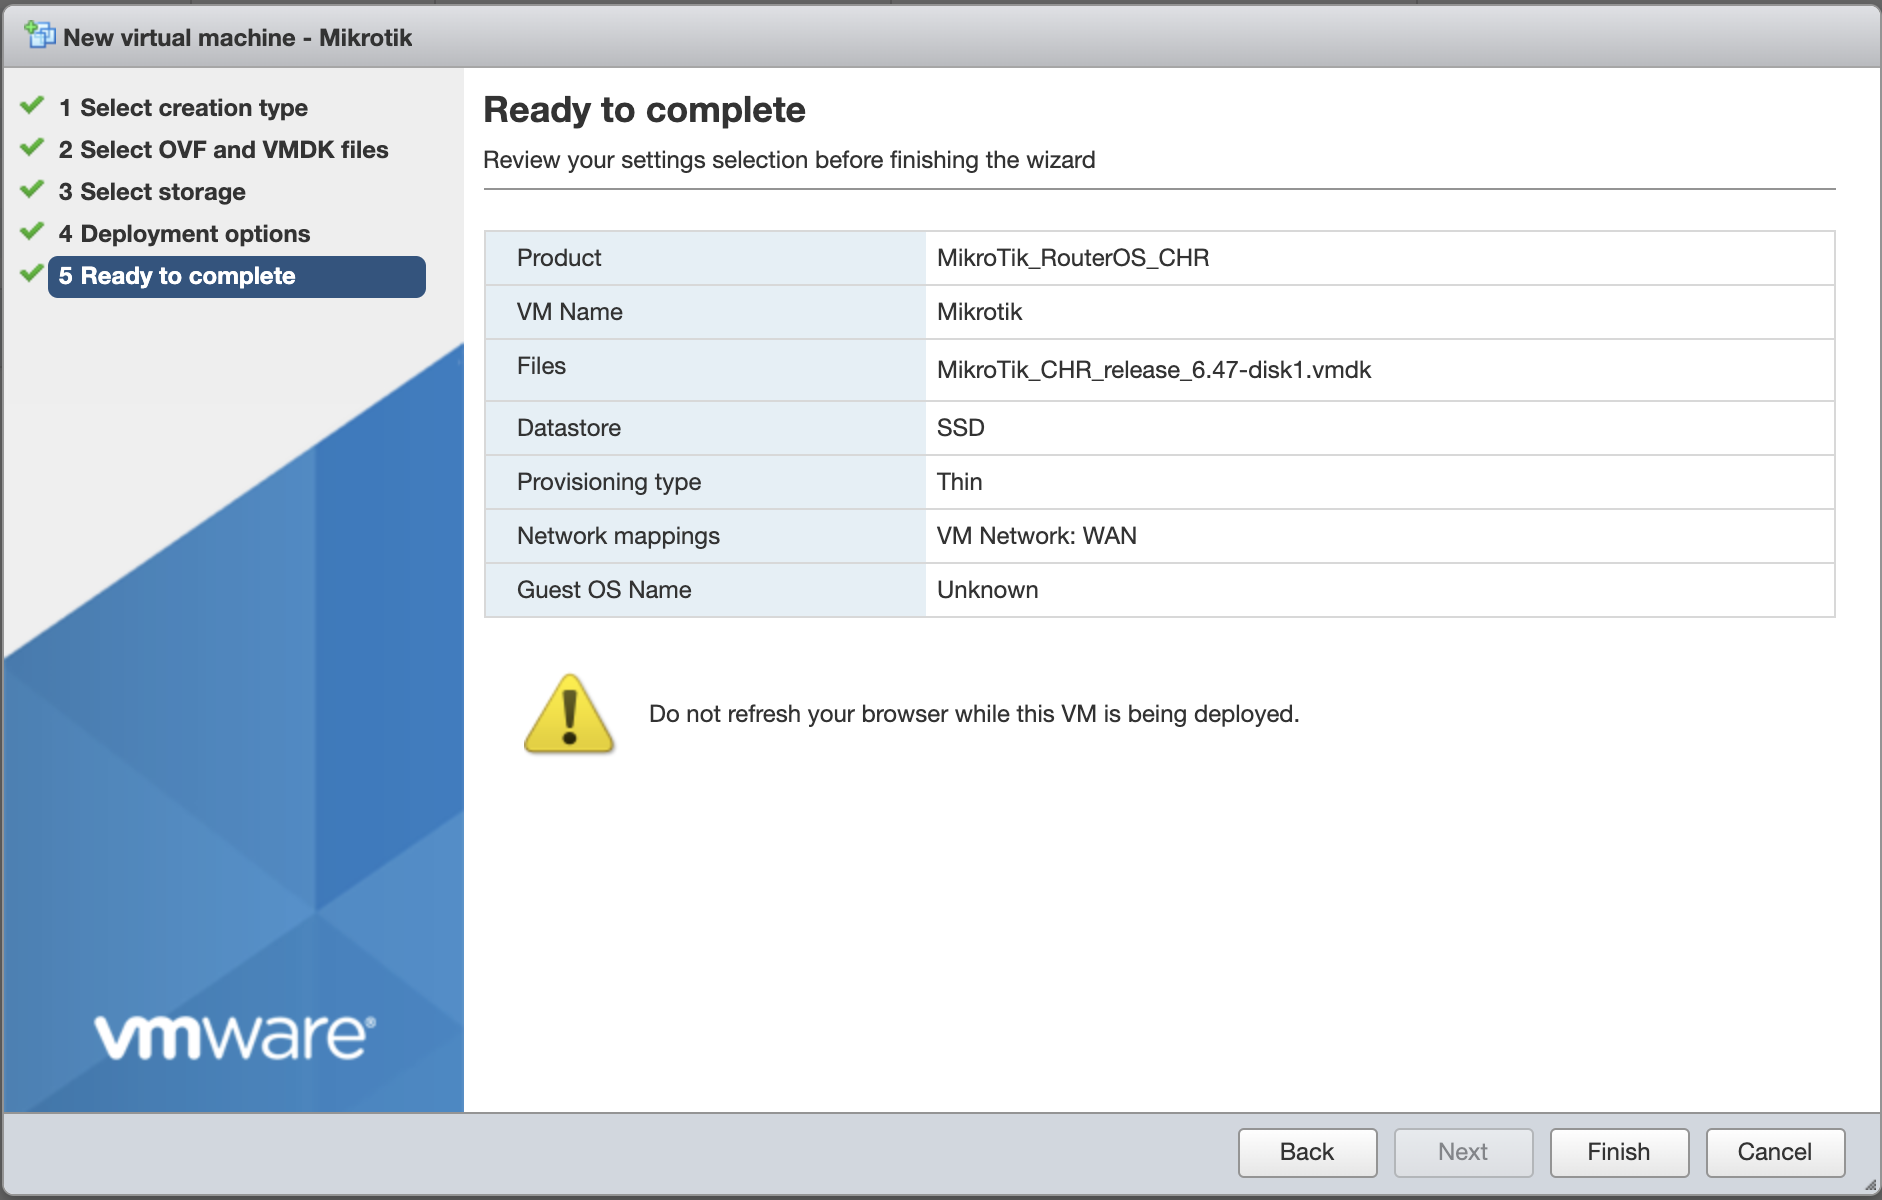 New virtual machine - Mikrotik
1 Select creation type
2 Select OVF and VMDK files
3 Select storage
4 Deployment options
5 Ready to complete
vmware®
Ready to complete
Review your settings selection before finishing the wizard
Product MikroTik_RouterOS_CHR
VM Name Mikrotik
Files MikroTik_CHR_release_6.47-disk1.vmdk
Datastore SSD
Provisioning type Thin
Network mappings VM Network: WAN
Guest OS Name Unknown
Do not refresh your browser while this VM is being deployed.
Back Next Finish Cancel